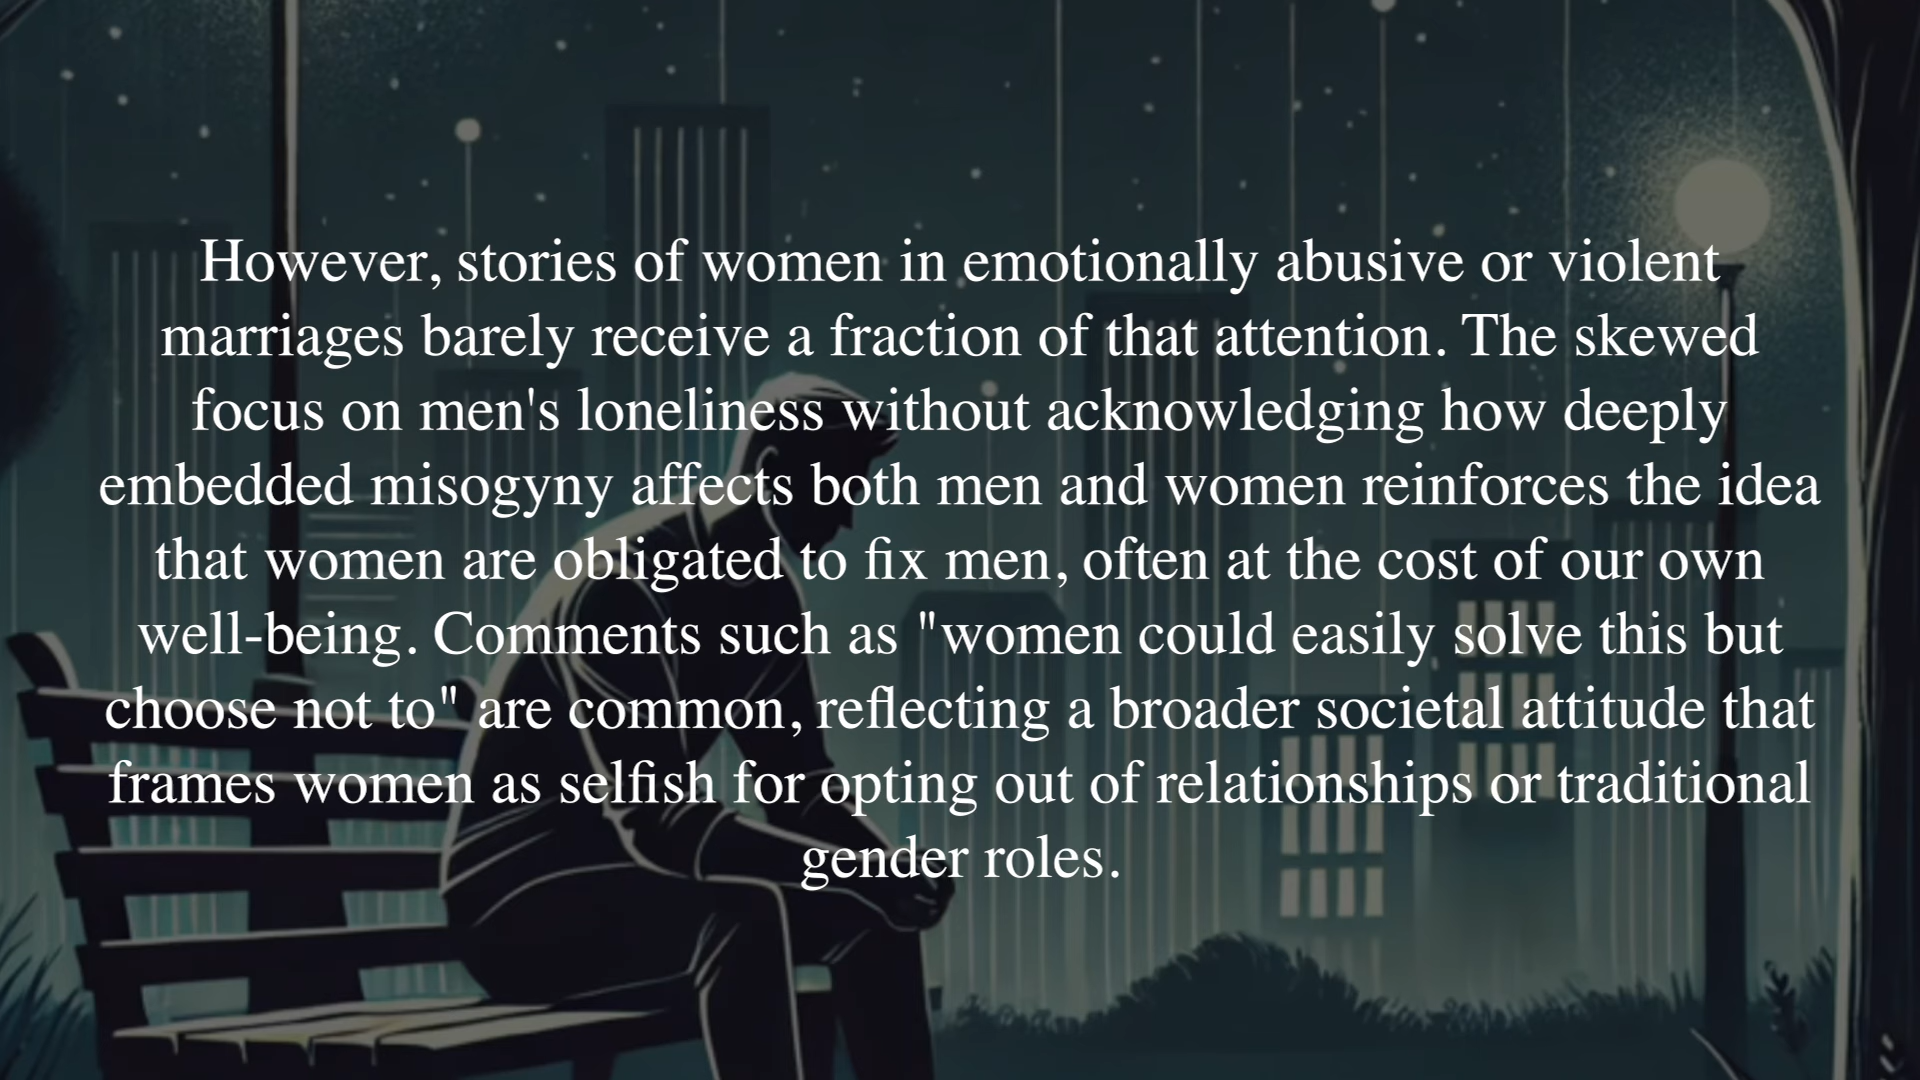 However, stories of women in emotionally abusive or violent
marriages barely receive a fraction of that attention. The skewed
focus on men's loneliness without acknowledging how deeply
embedded misogyny affects both men and women reinforces the idea
that women are obligated to fix men, often at the cost of our own
well-being. Comments such as "women could easily solve this but
choose not to" are common, reflecting a broader societal attitude that
frames women as selfish for opting out of relationships or traditional
gender roles.